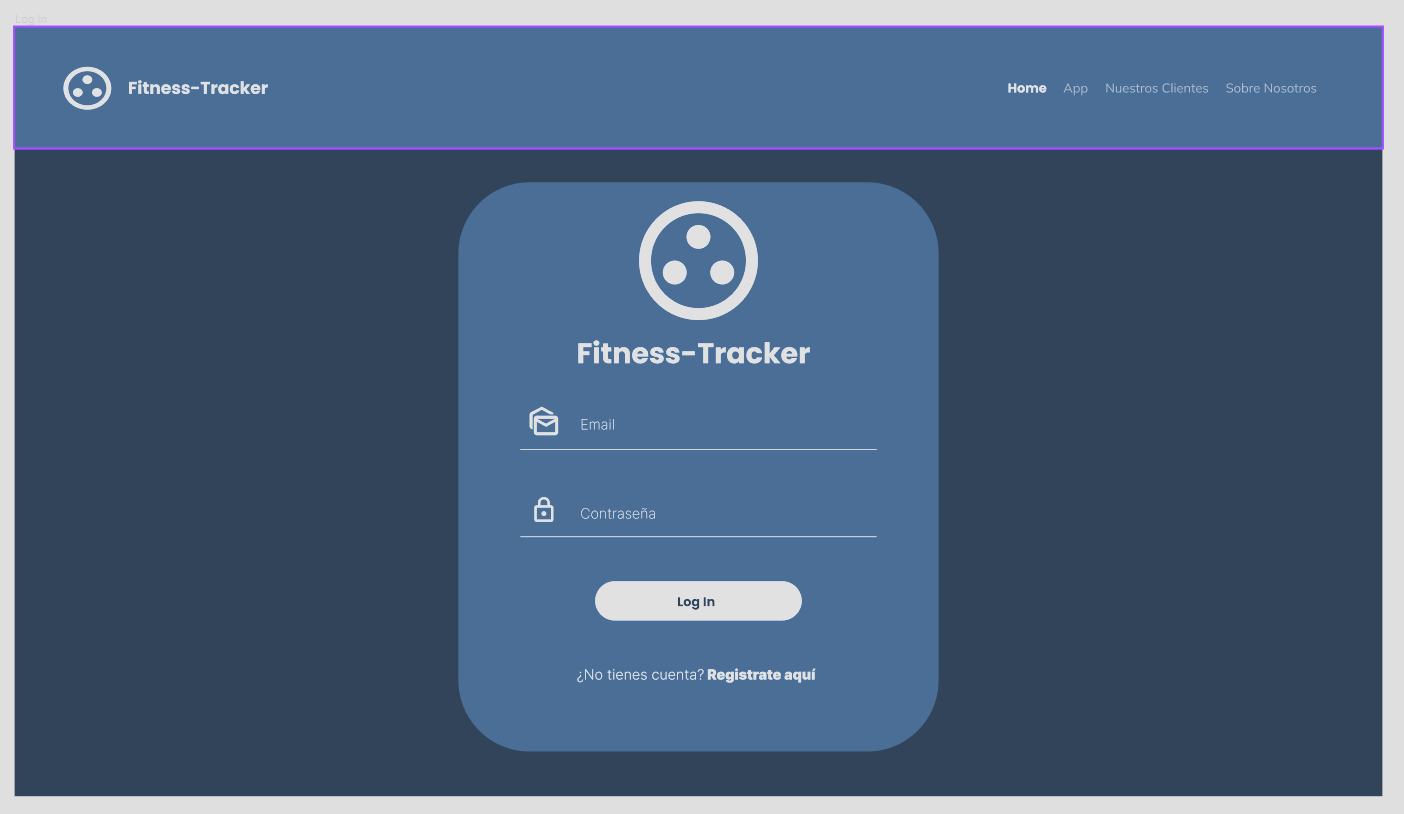 Log In
Fitness-Tracker
Home App Nuestros Clientes Sobre Nosotros
Fitness-Tracker
Email
Contraseña
Log In
¿No tienes cuenta? Registrate aquí